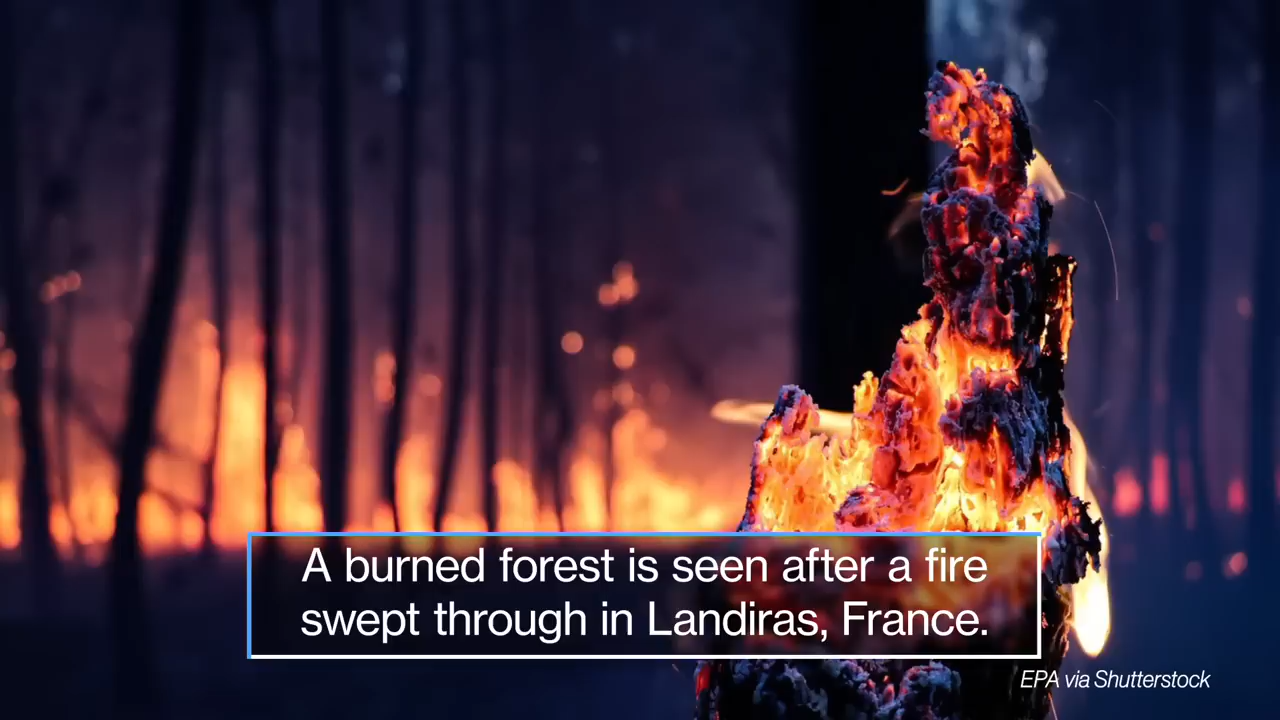 A burned forest is seen after a fire
swept through in Landiras, France.
EPA via Shutterstock